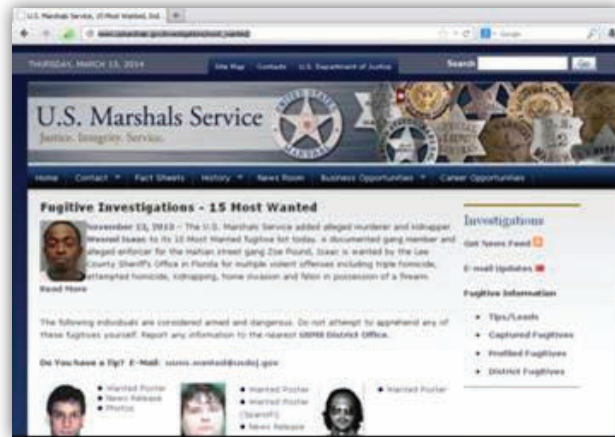 U.S. Marshals Service, 15 Most Wanted,
THURSDAY, MARCH 13, 2014
Site Map Contacts U.S. Department of Justice
Search Go
U.S. Marshals Service
Justice. Integrity. Service.
UNITED STATES
MARSHAL
Home Contact Fact Sheets History News Room Business Opportunities Career Opportunities
Fugitive Investigations - 15 Most Wanted
The U.S. Marshals Service added alleged murderer and kidnapper
Isaac to its 15 Most Wanted fugitive list today. A documented gang member and
alleged enforcer for the Haitian street gang Zoe Pound, Isaac is wanted by the Lee
County Sheriff's Office in Florida for multiple violent offenses including triple homicide,
attempted homicide, kidnapping, home invasion and felon in possession of a firearm.
Read More
The following individuals are considered armed and dangerous. Do not attempt to apprehend any of
these fugitives yourself. Report any information to the nearest USMS District Office.
Do You have a Tip? E-Mail: usms.wanted@usdoj.gov
Wanted Poster
News Release
Photos
Wanted Poster
Wanted Poster
(Spanish)
News Release
Wanted Poster
Investigations
Get News Feed
E-mail Updates
Fugitive Information
Tips/Leads
Captured Fugitives
Profiled Fugitives
District Fugitives